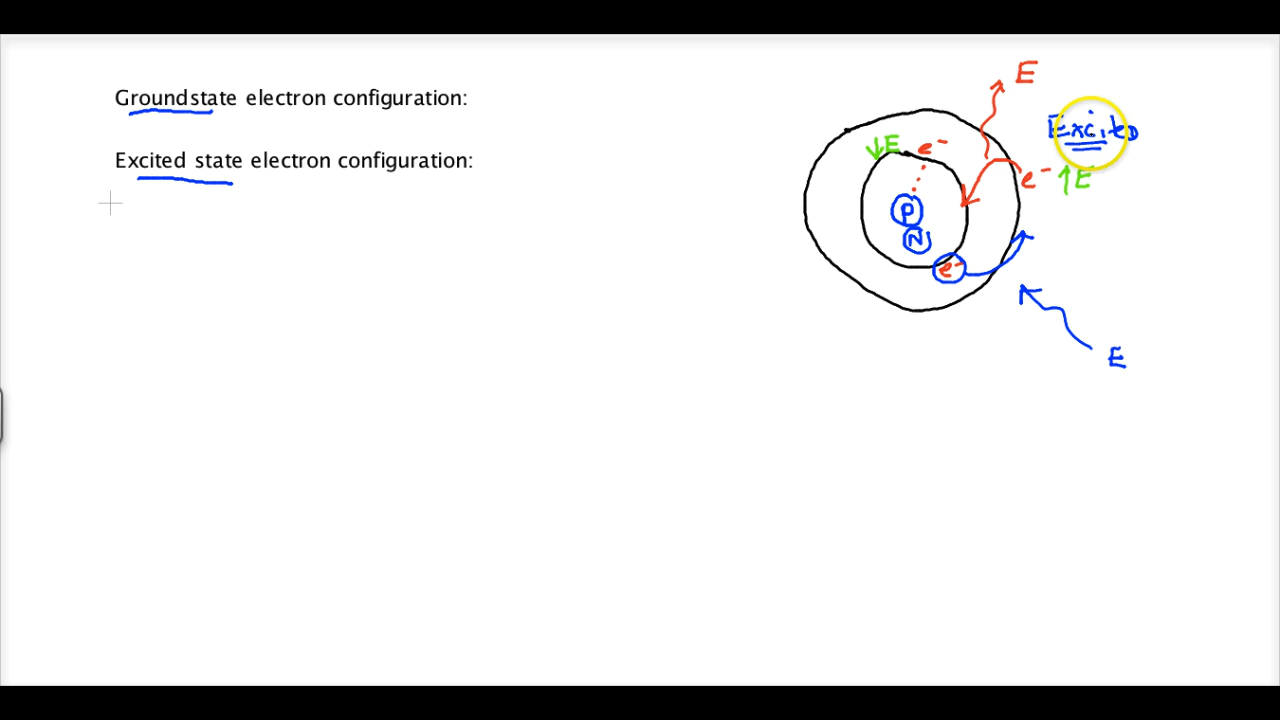 Groundstate electron configuration:
Excited state electron configuration:
E
Excited
↓E
e⁻
e⁻ ↑E
P
N
e⁻
E